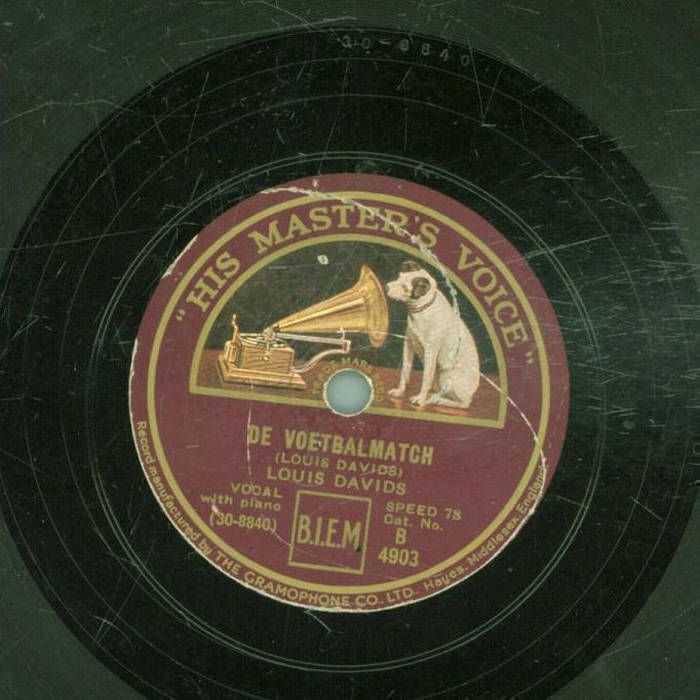 30-8840
"HIS MASTER'S VOICE"
DE VOETBALMATCH
(LOUIS DAVIDS)
LOUIS DAVIDS
VOCAL
with piano
(30-8840)
B.I.E.M
SPEED 78
Cat. No.
B
4903
Record manufactured by THE GRAMOPHONE CO., LTD., Hayes, Middlesex, England.